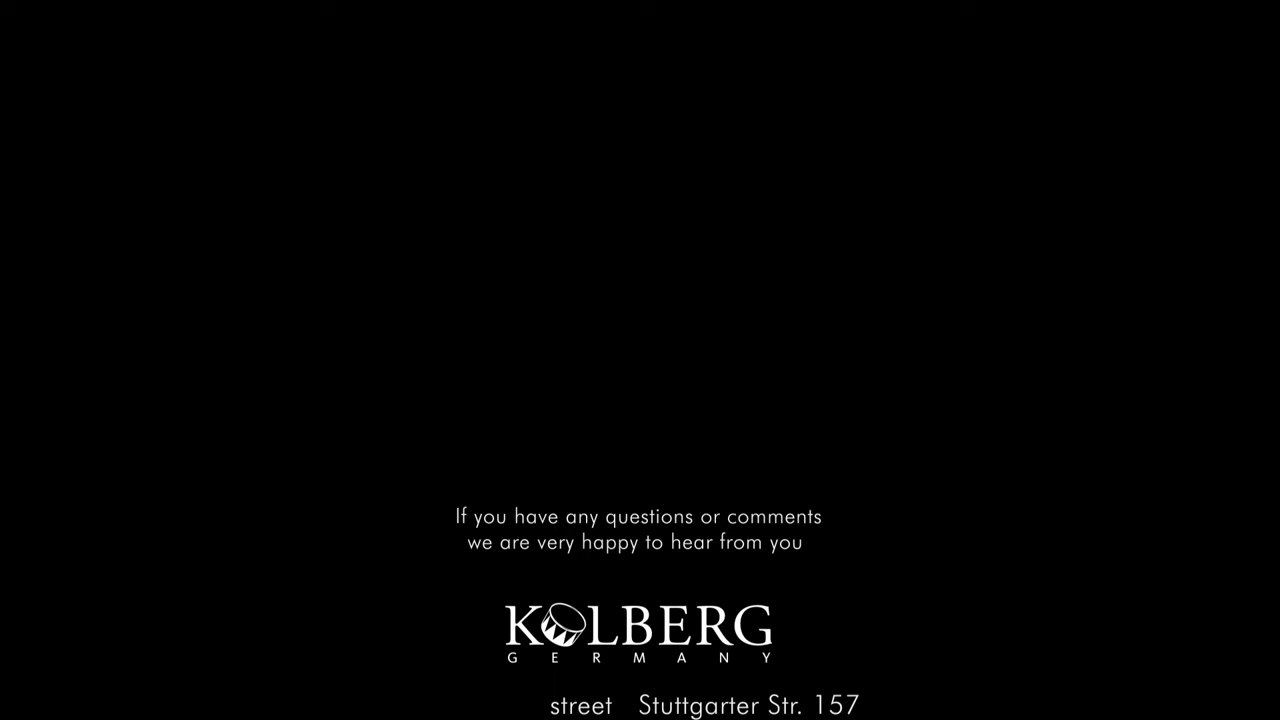 If you have any questions or comments
we are very happy to hear from you
KOLBERG
GERMANY
street Stuttgarter Str. 157